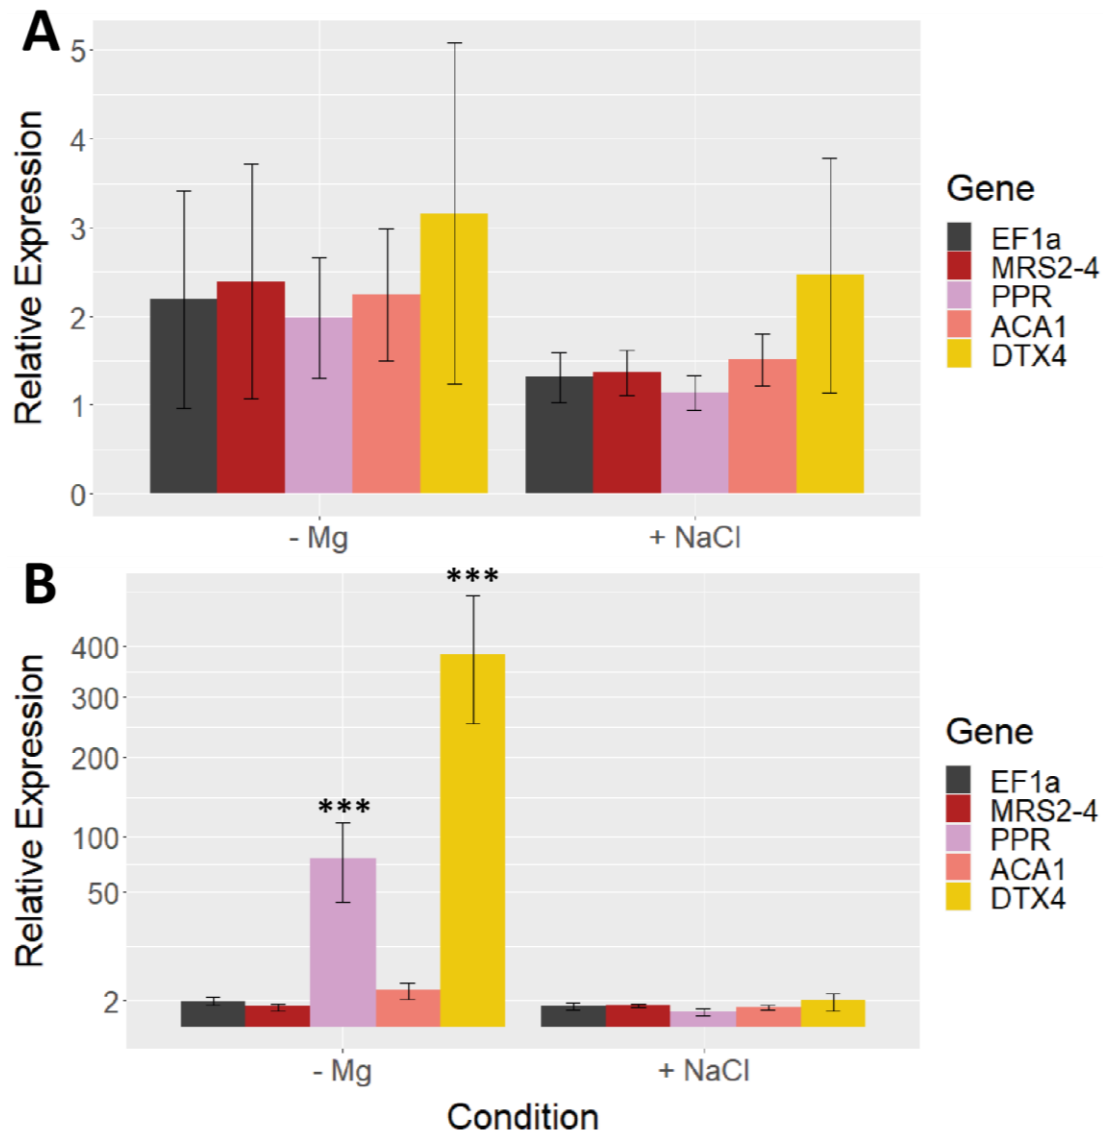 A
5
4
3
2
1
0
Relative Expression
- Mg
+ NaCl
Gene
EF1a
MRS2-4
PPR
ACA1
DTX4
B
***
***
400
300
200
100
50
2
Relative Expression
- Mg
+ NaCl
Condition
Gene
EF1a
MRS2-4
PPR
ACA1
DTX4